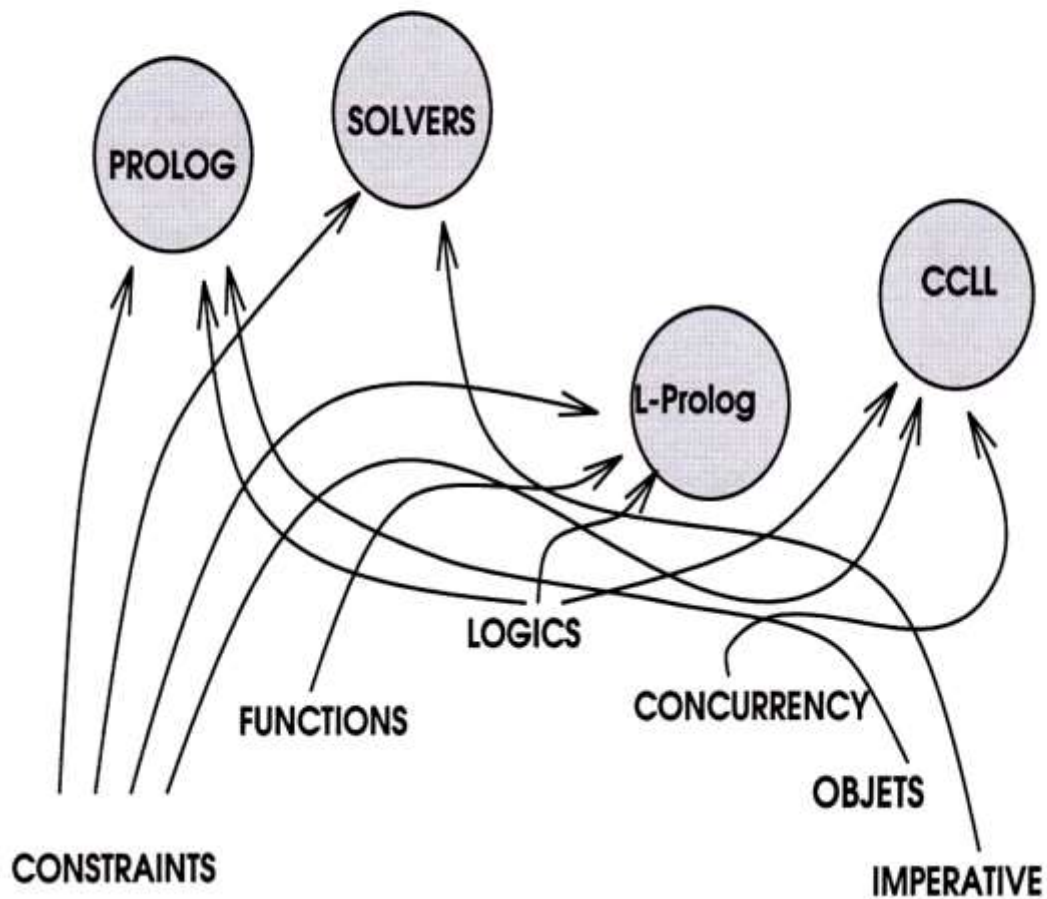 SOLVERS
PROLOG
CCLL
L-Prolog
LOGICS
FUNCTIONS
CONCURRENCY
OBJETS
CONSTRAINTS
IMPERATIVE